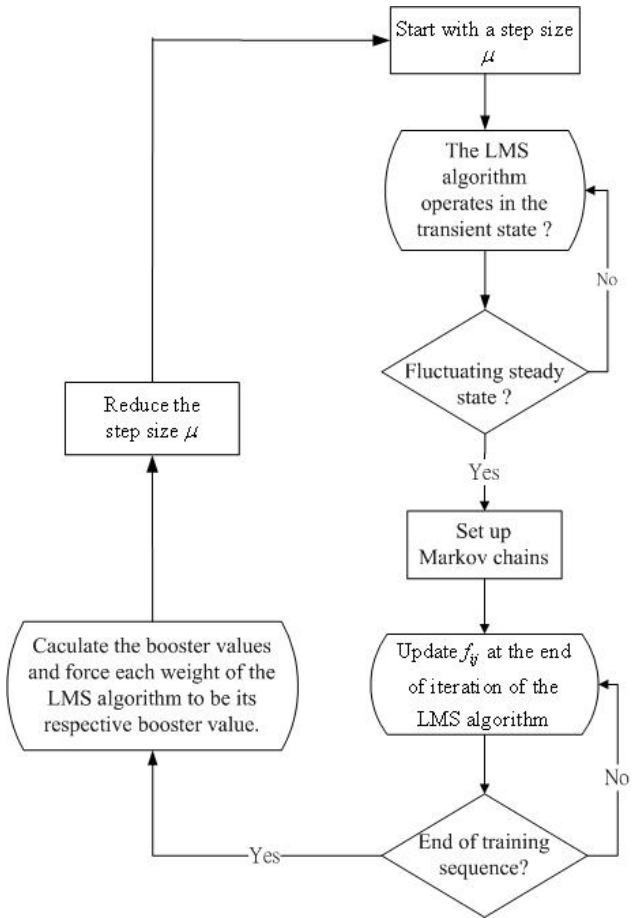 Start with a step size
μ
The LMS
algorithm
operates in the
transient state ?
No
Fluctuating steady
state ?
Yes
Reduce the
step size μ
Set up
Markov chains
Caculate the booster values
and force each weight of the
LMS algorithm to be its
respective booster value.
Update fij at the end
of iteration of the
LMS algorithm
No
End of training
sequence?
Yes